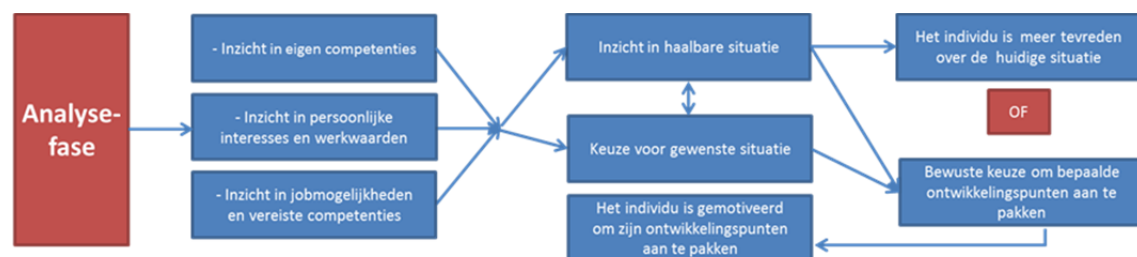 Analyse-
fase
- Inzicht in eigen competenties
- Inzicht in persoonlijke
interesses en werkwaarden
- Inzicht in jobmogelijkheden
en vereiste competenties
Inzicht in haalbare situatie
Keuze voor gewenste situatie
Het individu is gemotiveerd
om zijn ontwikkelingspunten
aan te pakken
Het individu is meer tevreden
over de huidige situatie
OF
Bewuste keuze om bepaalde
ontwikkelingspunten aan te
pakken